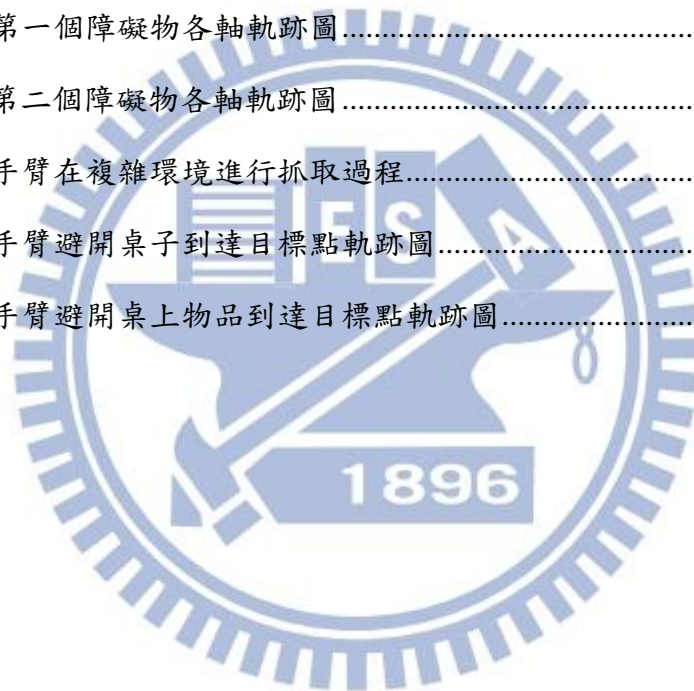 第一個障礙物各軸軌跡圖........................................
第二個障礙物各軸軌跡圖........................................
手臂在複雜環境進行抓取過程..............................
手臂避開桌子到達目標點軌跡圖..........................
手臂避開桌上物品到達目標點軌跡圖..................
E S A
1896